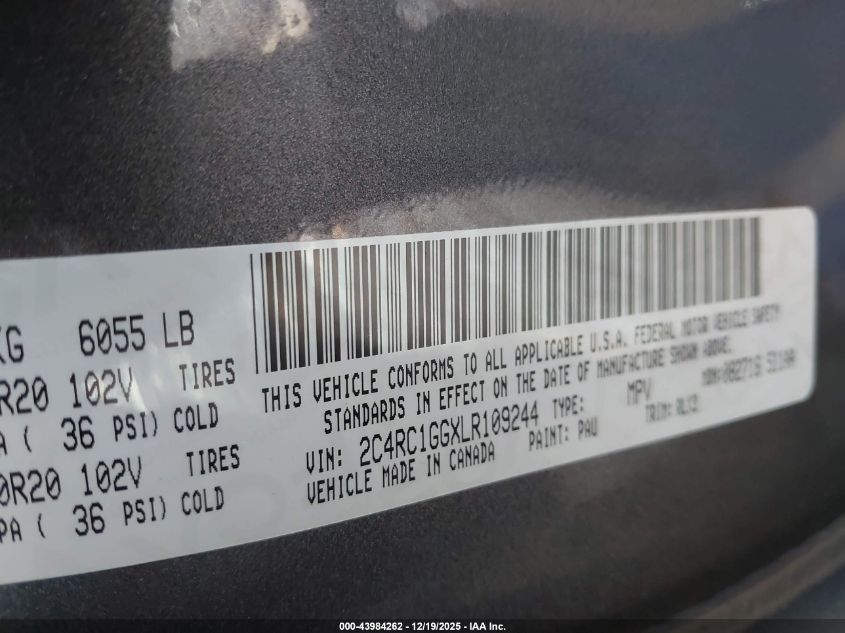 KG 6055 LB
R20 102V TIRES
A ( 36 PSI) COLD
0R20 102V TIRES
PA ( 36 PSI) COLD
THIS VEHICLE CONFORMS TO ALL APPLICABLE U.S.A. FEDERAL MOTOR VEHICLE SAFETY
STANDARDS IN EFFECT ON THE DATE OF MANUFACTURE SHOWN ABOVE.
VIN: 2C4RC1GGXLR109244 TYPE: MPV
VEHICLE MADE IN CANADA PAINT: PAU TRIM:
000-43984262 - 12/19/2025 - IAA Inc.